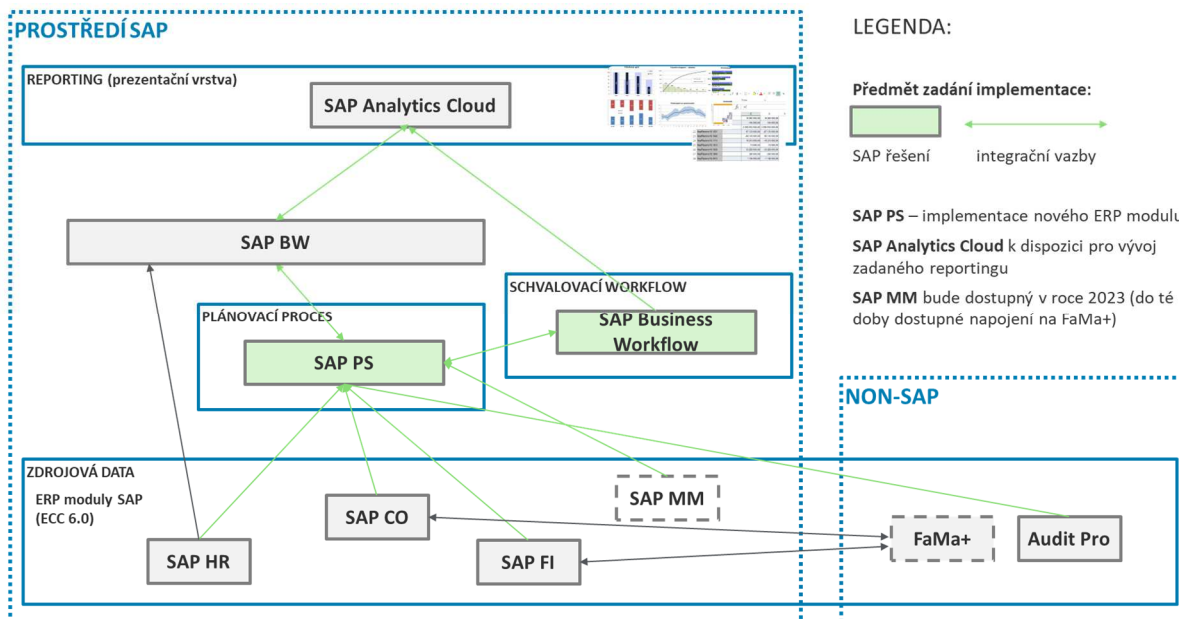 PROSTŘEDÍ SAP
REPORTING (prezentační vrstva)
SAP Analytics Cloud
SAP BW
SCHVALOVACÍ WORKFLOW
SAP Business
Workflow
PLÁNOVACÍ PROCES
SAP PS
ZDROJOVÁ DATA
ERP moduly SAP
(ECC 6.0)
SAP HR
SAP CO
SAP FI
SAP MM
NON-SAP
FaMa+
Audit Pro
LEGENDA:
Předmět zadání implementace:
SAP řešení
integrační vazby
SAP PS – implementace nového ERP modulu
SAP Analytics Cloud k dispozici pro vývoj
zadaného reportingu
SAP MM bude dostupný v roce 2023 (do té
doby dostupné napojení na FaMa+)